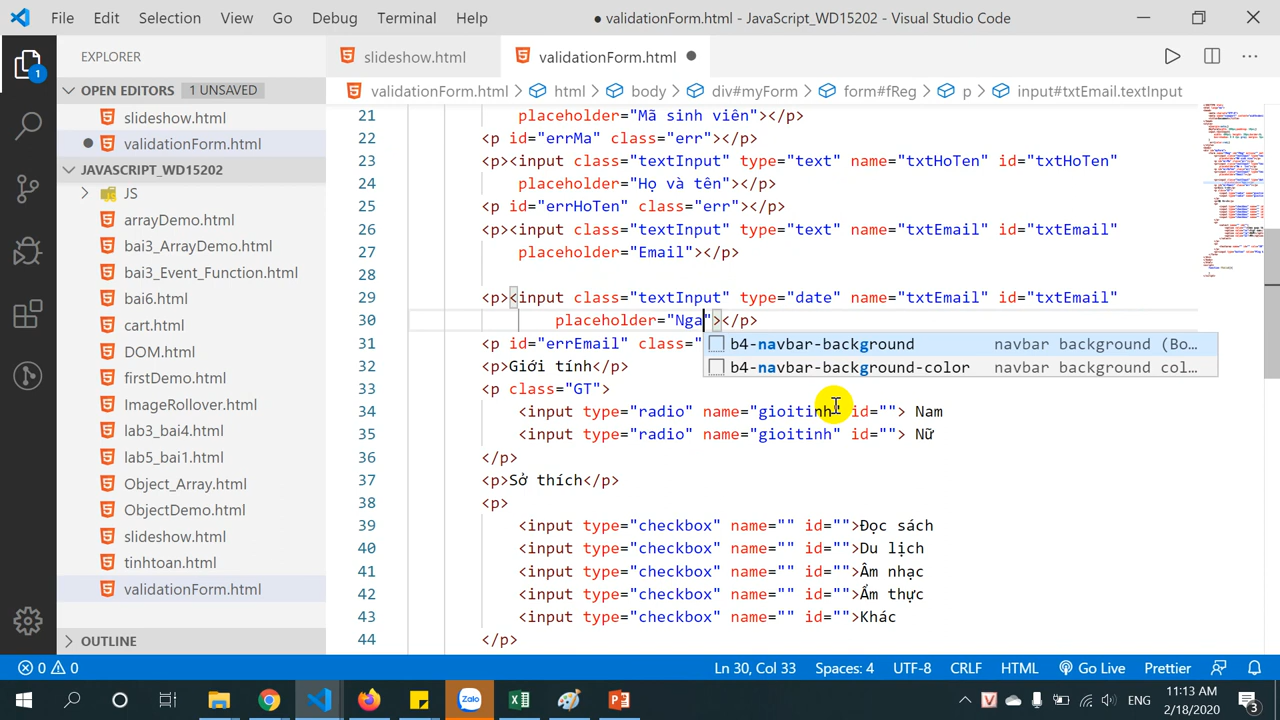 File Edit Selection View Go Debug Terminal Help ● validationForm.html - JavaScript_WD15202 - Visual Studio Code
EXPLORER
slideshow.html validationForm.html
OPEN EDITORS 1 UNSAVED
validationForm.html > html > body > div#myForm > form#fReg > p > input#txtEmail.textInput
slideshow.html
validationForm.html
JAVASCRIPT_WD15202
JS
arrayDemo.html
bai3_ArrayDemo.html
bai3_Event_Function.html
bai6.html
cart.html
DOM.html
firstDemo.html
ImageRollover.html
lab3_bai4.html
lab5_bai1.html
Object_Array.html
ObjectDemo.html
slideshow.html
tinhtoan.html
validationForm.html
OUTLINE
21 placeholder="Mã sinh viên"></p>
22 <p id="errMa" class="err"></p>
23 <p><input class="textInput" type="text" name="txtHoTen" id="txtHoTen"
24 placeholder="Họ và tên"></p>
25 <p id="errHoTen" class="err"></p>
26 <p><input class="textInput" type="text" name="txtEmail" id="txtEmail"
27 placeholder="Email"></p>
28
29 <p><input class="textInput" type="date" name="txtEmail" id="txtEmail"
30 placeholder="Nga"></p>
31 <p id="errEmail" class="
b4-navbar-background navbar background (Bo...
b4-navbar-background-color navbar background col...
32 <p>Giới tính</p>
33 <p class="GT">
34 <input type="radio" name="gioitinh" id=""> Nam
35 <input type="radio" name="gioitinh" id=""> Nữ
36 </p>
37 <p>Sở thích</p>
38 <p>
39 <input type="checkbox" name="" id="">Đọc sách
40 <input type="checkbox" name="" id="">Du lịch
41 <input type="checkbox" name="" id="">Âm nhạc
42 <input type="checkbox" name="" id="">Ẩm thực
43 <input type="checkbox" name="" id="">Khác
44 </p>
0 0 Ln 30, Col 33 Spaces: 4 UTF-8 CRLF HTML Go Live Prettier
Zalo ENG 11:13 AM
2/18/2020 3